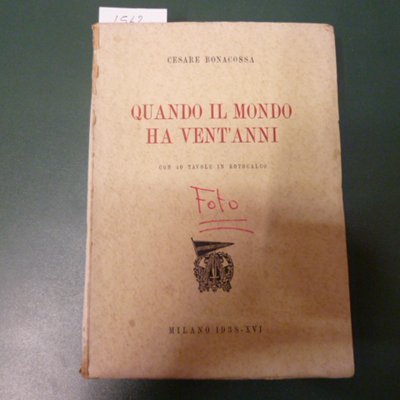 1562
CESARE BONACOSSA
QUANDO IL MONDO
HA VENT'ANNI
CON 40 TAVOLE IN ROTOCALCO
Foto
MILANO 1938-XVI